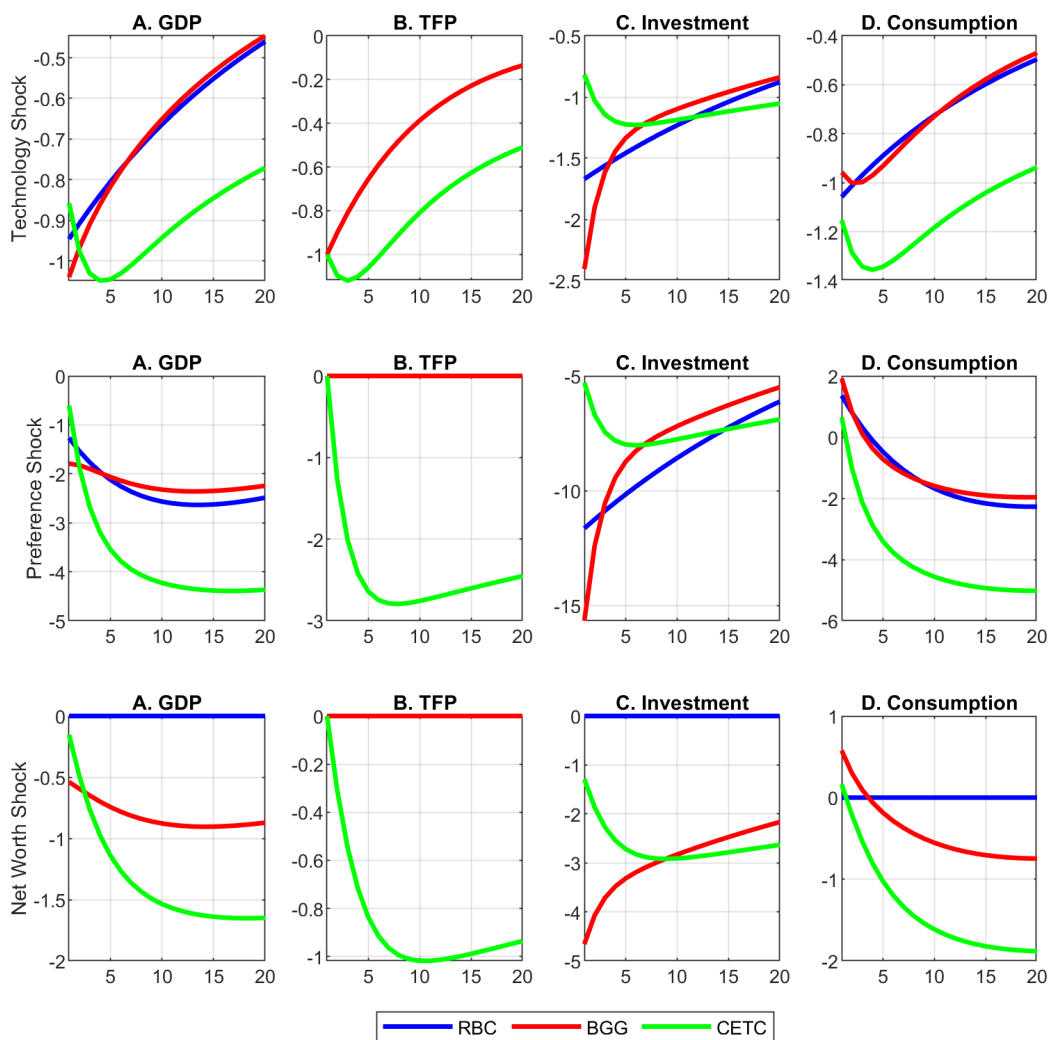 A. GDP B. TFP C. Investment D. Consumption
Technology Shock
-0.5 -0.6 -0.7 -0.8 -0.9 -1
5 10 15 20
0 -0.2 -0.4 -0.6 -0.8 -1
5 10 15 20
-0.5 -1 -1.5 -2 -2.5
5 10 15 20
-0.4 -0.6 -0.8 -1 -1.2 -1.4
5 10 15 20
A. GDP B. TFP C. Investment D. Consumption
Preference Shock
0 -1 -2 -3 -4 -5
5 10 15 20
0 -1 -2 -3
5 10 15 20
-5 -10 -15
5 10 15 20
2 0 -2 -4 -6
5 10 15 20
A. GDP B. TFP C. Investment D. Consumption
Net Worth Shock
0 -0.5 -1 -1.5 -2
5 10 15 20
0 -0.2 -0.4 -0.6 -0.8 -1
5 10 15 20
0 -1 -2 -3 -4 -5
5 10 15 20
1 0 -1 -2
5 10 15 20
RBC BGG CETC